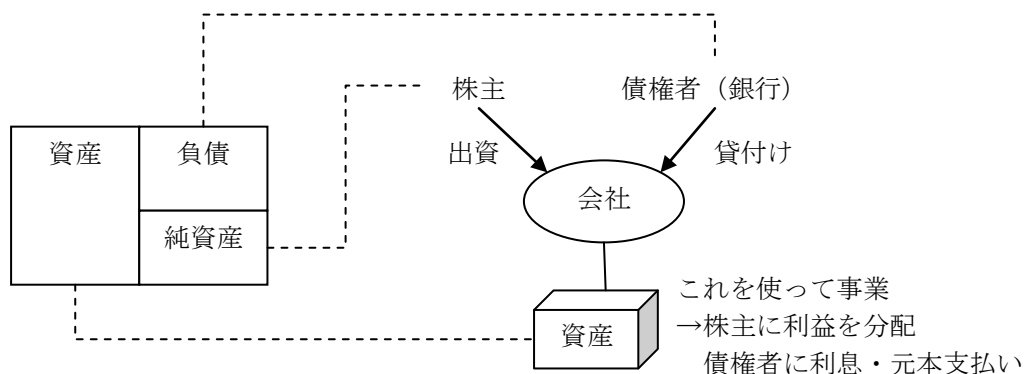 株主
債権者（銀行）
資産
負債
出資
貸付け
会社
純資産
これを使って事業
→株主に利益を分配
資産
債権者に利息・元本支払い